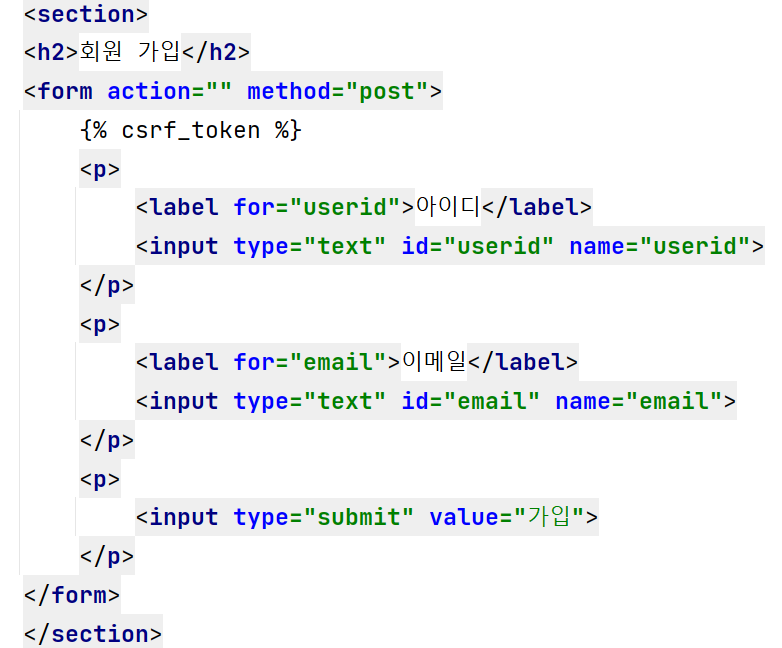 <section>
<h2>회원 가입</h2>
<form action="" method="post">
{% csrf_token %}
<p>
<label for="userid">아이디</label>
<input type="text" id="userid" name="userid">
</p>
<p>
<label for="email">이메일</label>
<input type="text" id="email" name="email">
</p>
<p>
<input type="submit" value="가입">
</p>
</form>
</section>